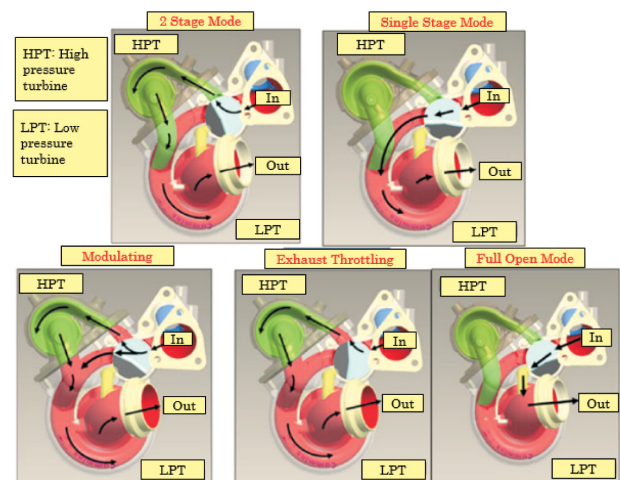 2 Stage Mode
Single Stage Mode
HPT: High
pressure
turbine
LPT: Low
pressure
turbine
HPT
In
Out
LPT
HPT
In
Out
LPT
Modulating
Exhaust Throttling
Full Open Mode
HPT
In
Out
LPT
HPT
In
Out
LPT
HPT
In
Out
LPT